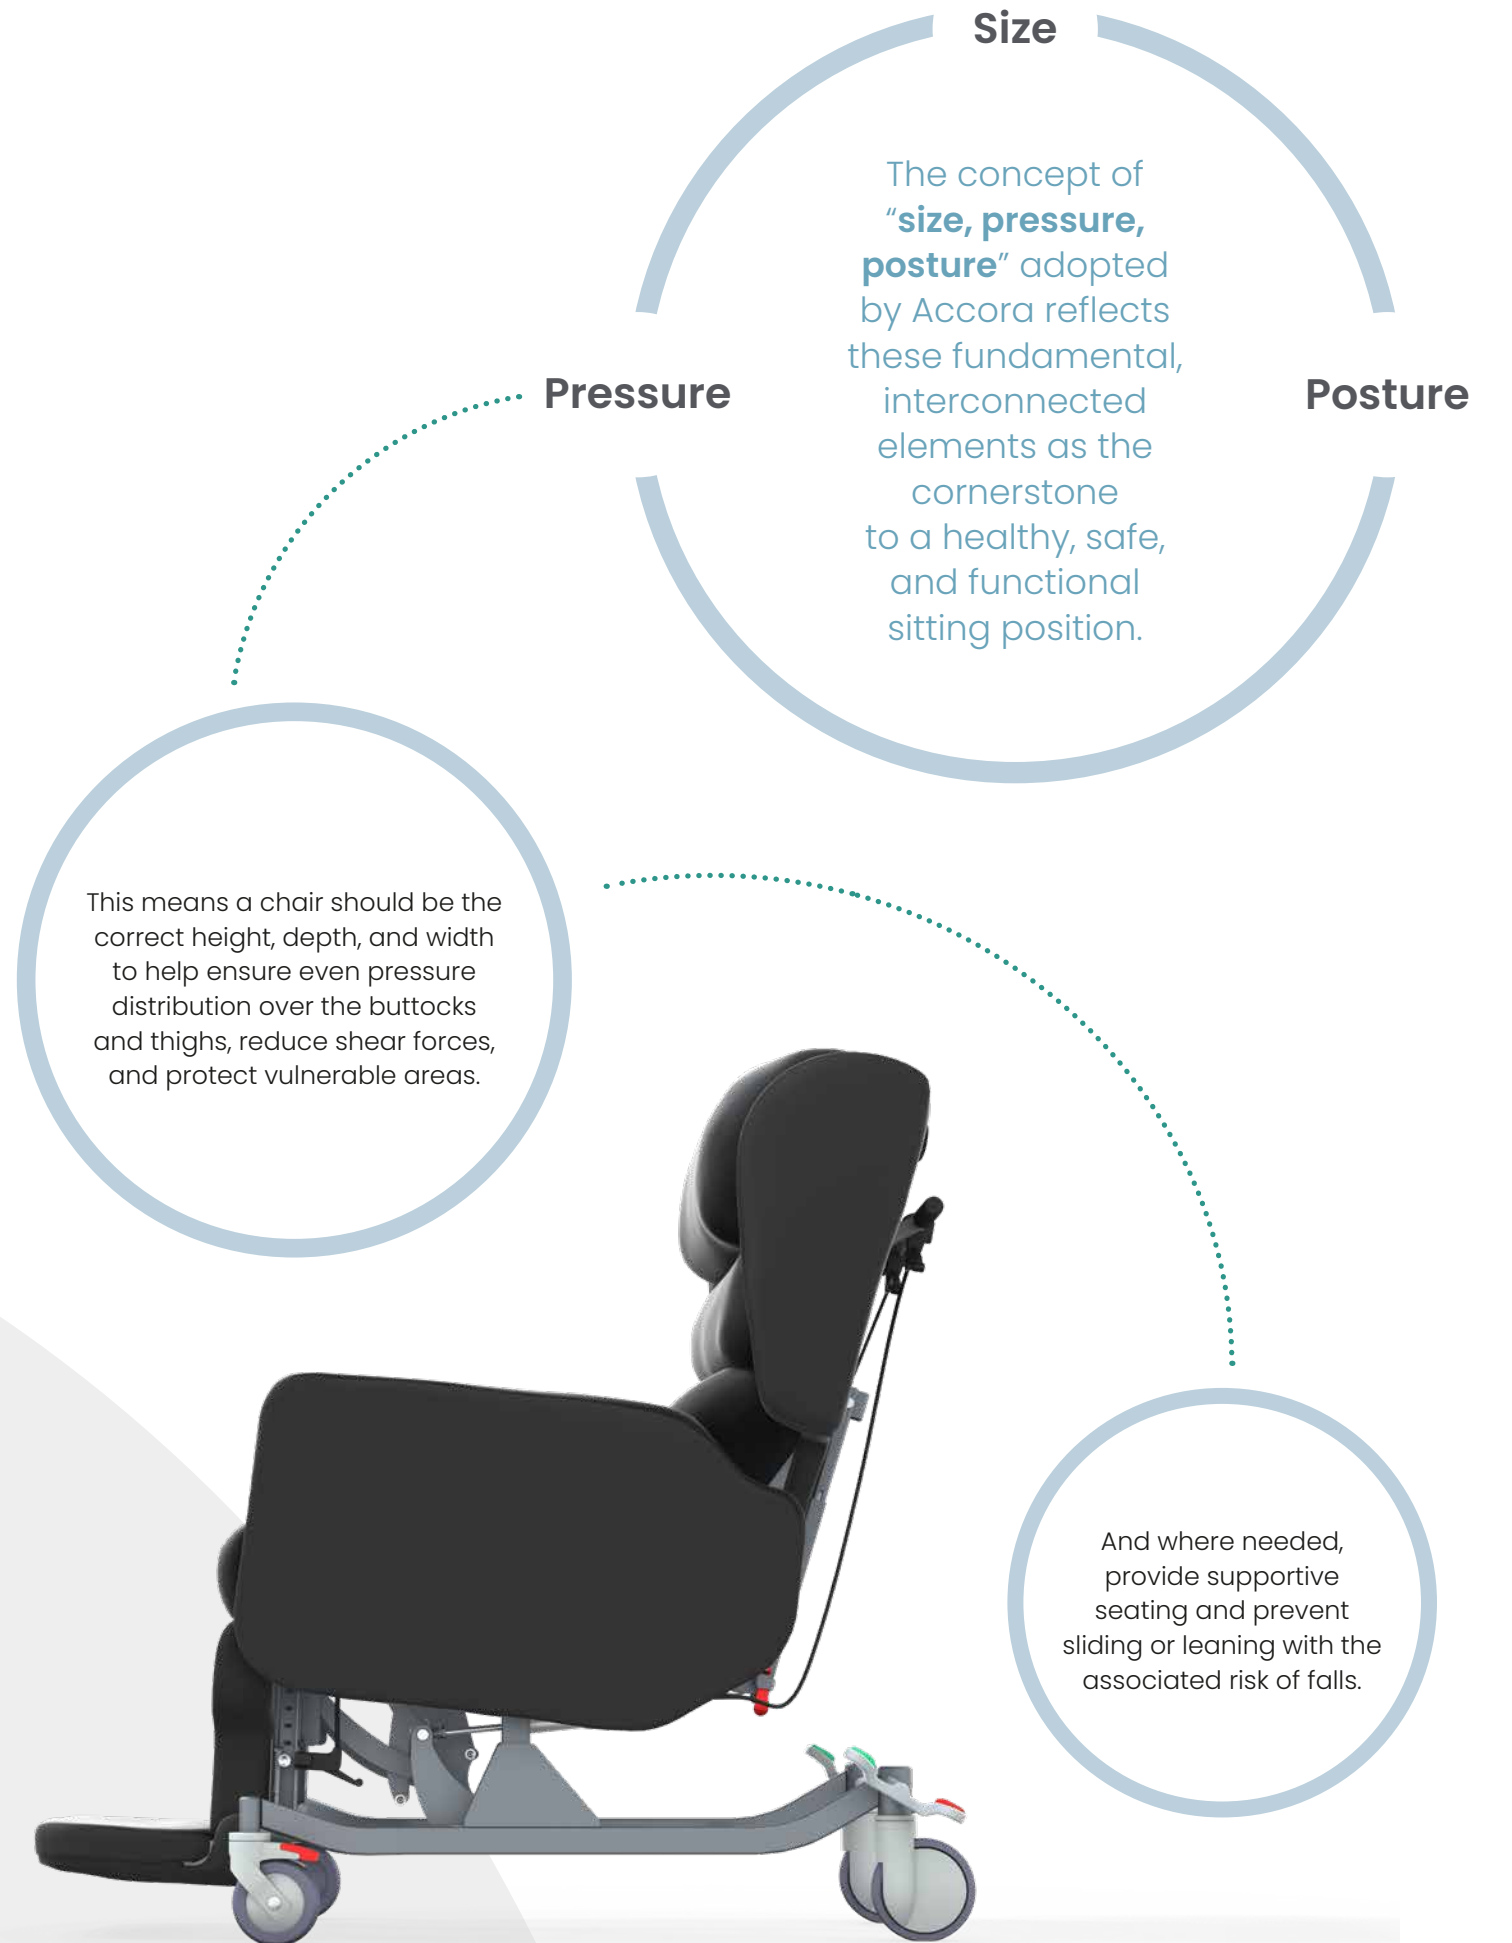 Size
The concept of
“size, pressure,
posture” adopted
by Accora reflects
these fundamental,
interconnected
elements as the
cornerstone
to a healthy, safe,
and functional
sitting position.
Pressure
Posture
This means a chair should be the
correct height, depth, and width
to help ensure even pressure
distribution over the buttocks
and thighs, reduce shear forces,
and protect vulnerable areas.
And where needed,
provide supportive
seating and prevent
sliding or leaning with the
associated risk of falls.